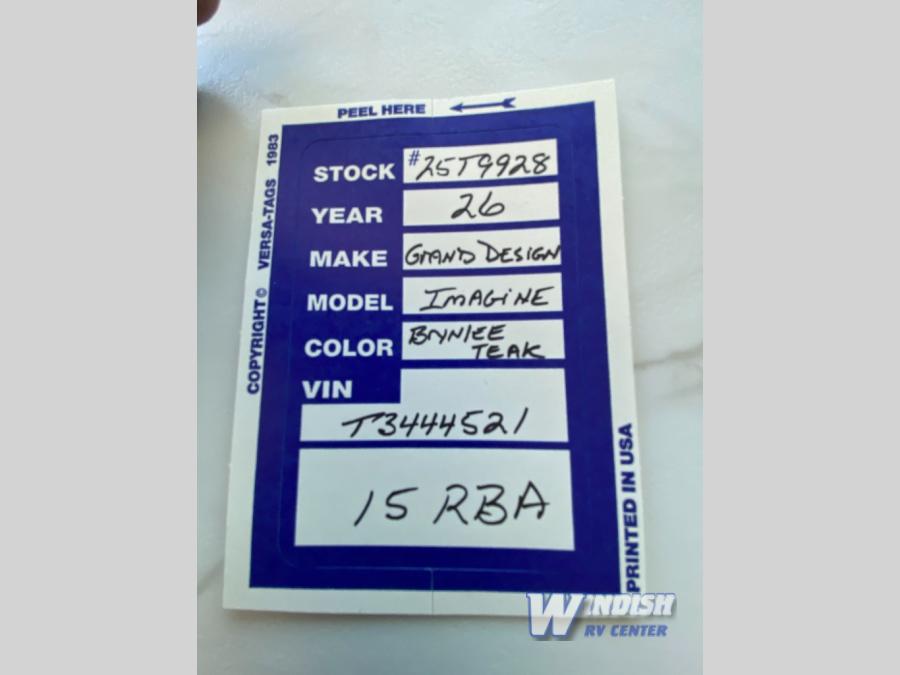 PEEL HERE
COPYRIGHT © VERSA-TAGS 1983
STOCK #25T9928
YEAR 26
MAKE GRAND DESIGN
MODEL IMAGINE
COLOR BRYNLEE
TEAK
VIN
T3444521
15 RBA
PRINTED IN USA
WINDISH
RV CENTER